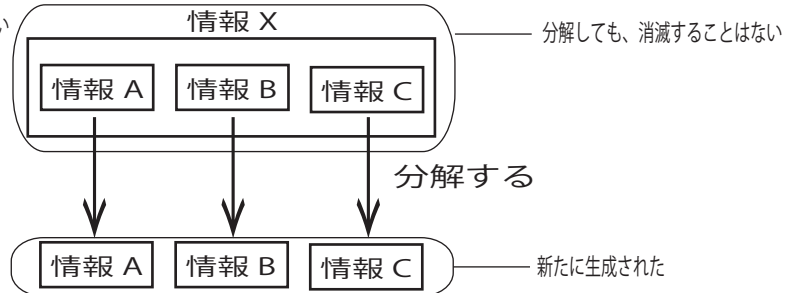 い
情報 X
分解しても、消滅することはない
情報 A 情報 B 情報 C
分解する
情報 A 情報 B 情報 C
新たに生成された